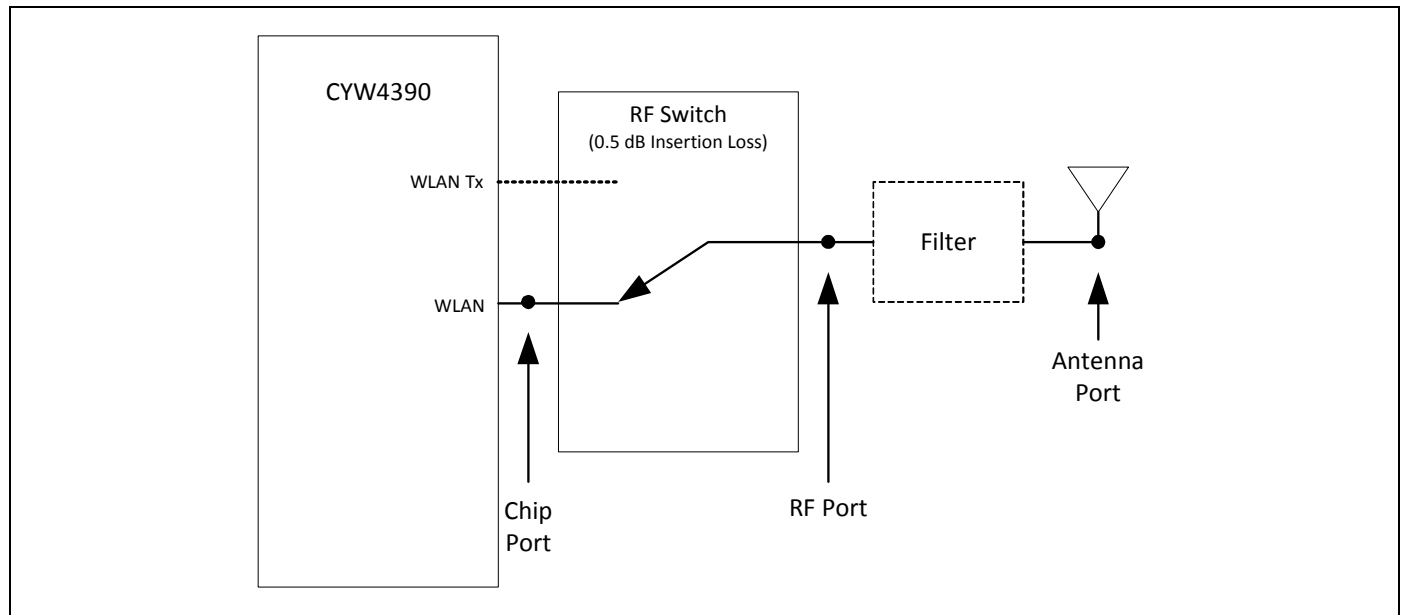 CYW4390
RF Switch
(0.5 dB Insertion Loss)
WLAN Tx
Filter
WLAN
Antenna
Port
Chip
Port
RF Port